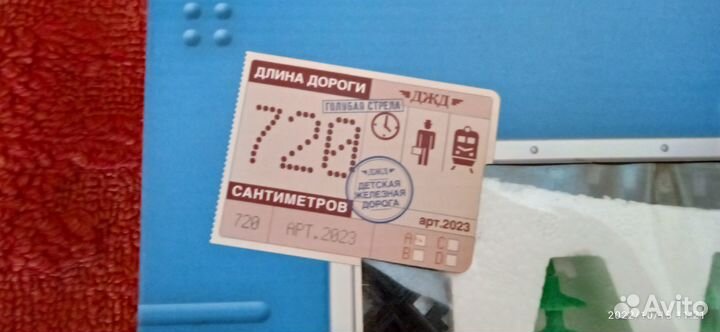 ДЛИНА ДОРОГИ
ДЖД
ГОЛУБАЯ СТРЕЛА
720
ДЖД
ДЕТСКАЯ
ЖЕЛЕЗНАЯ
ДОРОГА
САНТИМЕТРОВ
арт.2023
720
АРТ.2023
A C
B D
Avito